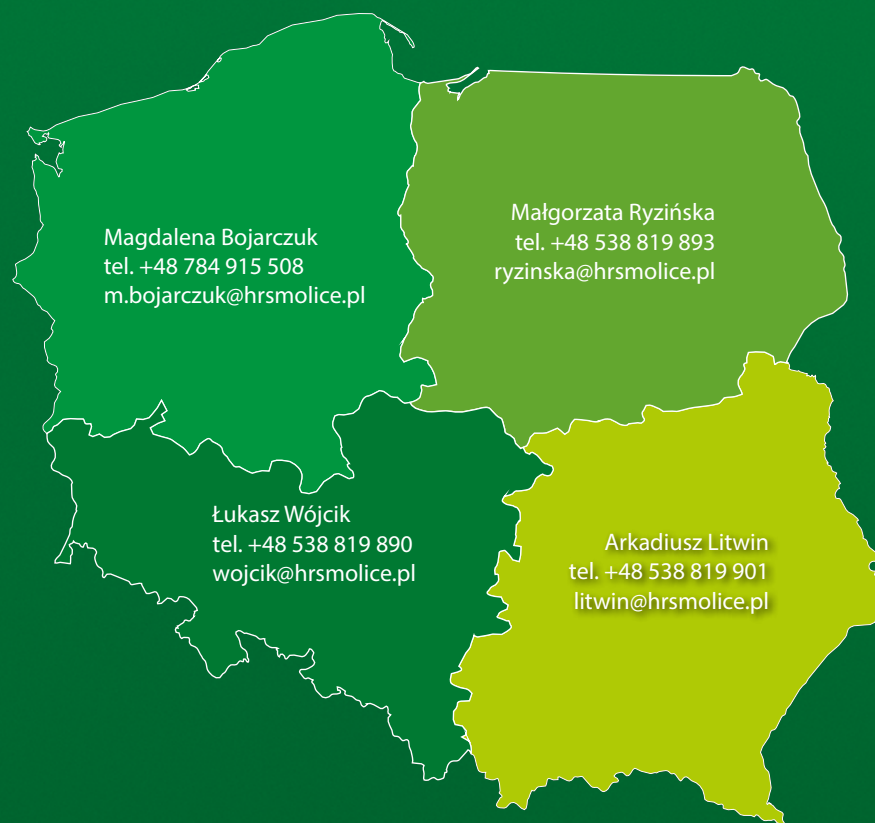 Magdalena Bojarczuk
tel. +48 784 915 508
m.bojarczuk@hrsmolice.pl
Małgorzata Ryzińska
tel. +48 538 819 893
ryzinska@hrsmolice.pl
Łukasz Wójcik
tel. +48 538 819 890
wojcik@hrsmolice.pl
Arkadiusz Litwin
tel. +48 538 819 901
litwin@hrsmolice.pl